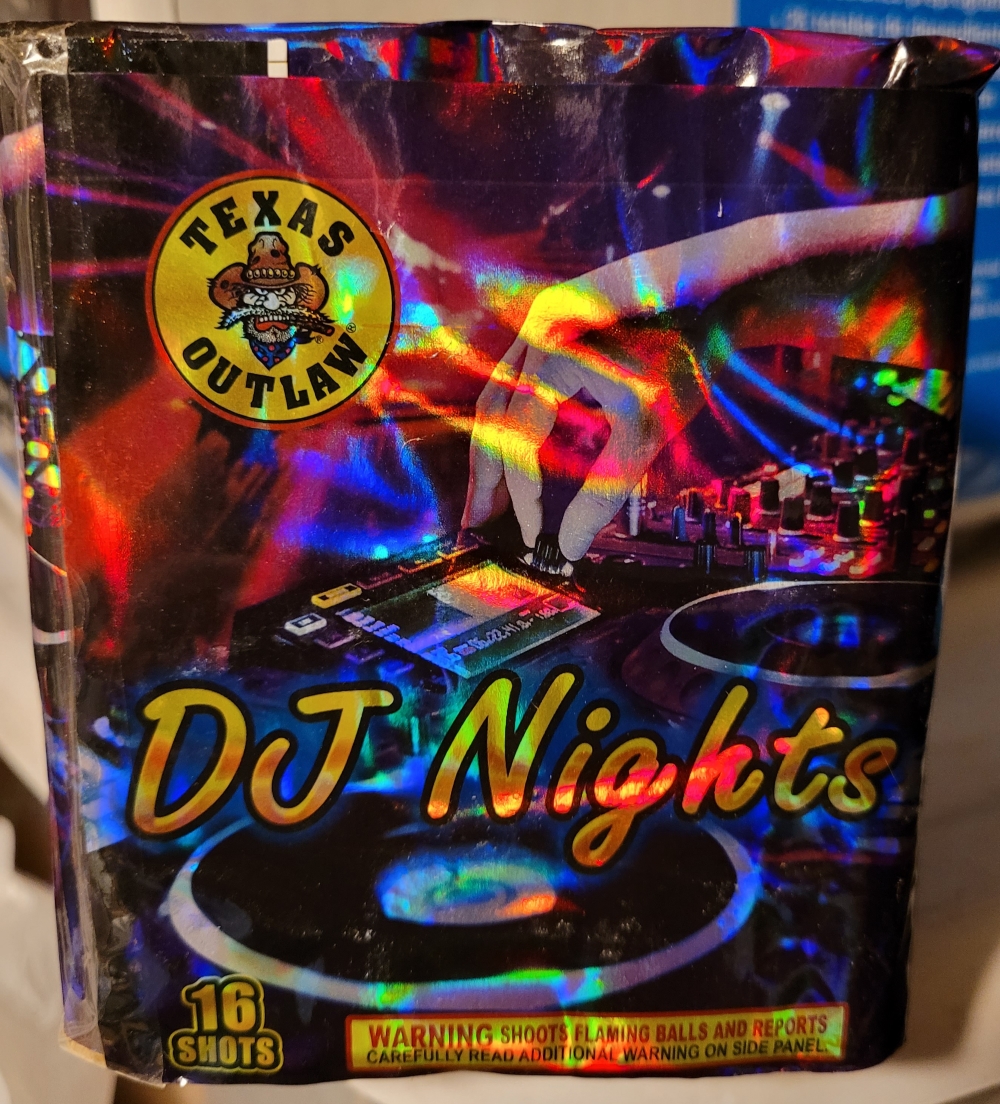 TEXAS
OUTLAW®
®
DJ Nights
16
SHOTS
WARNING SHOOTS FLAMING BALLS AND REPORTS
CAREFULLY READ ADDITIONAL WARNING ON SIDE PANEL.